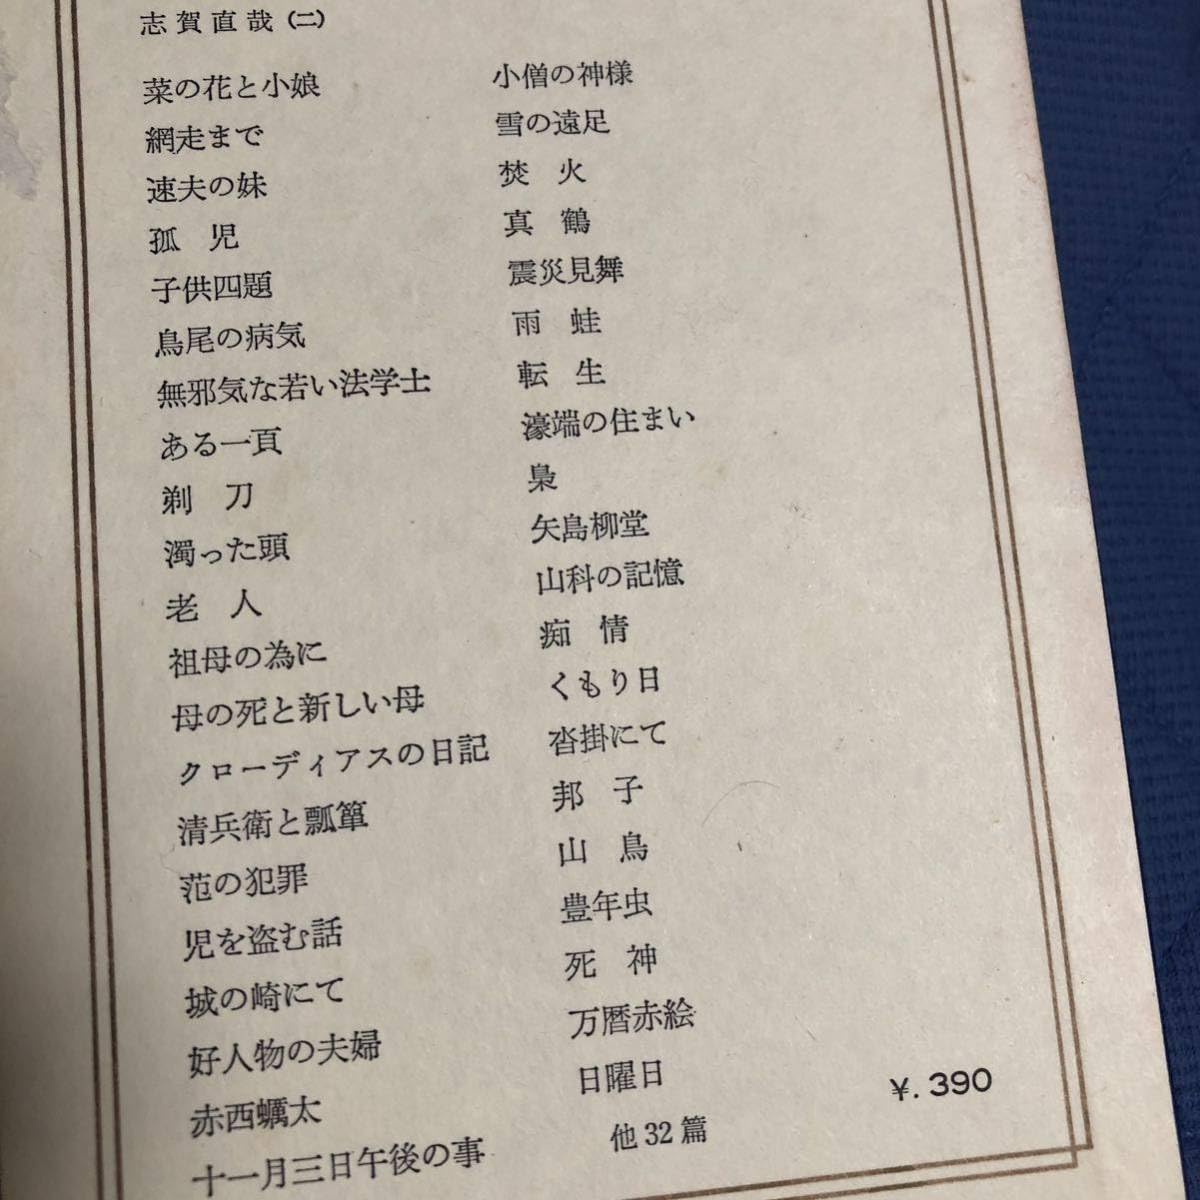 志賀直哉(二)
菜の花と小娘
網走まで
速夫の妹
孤 児
子供四題
鳥尾の病気
無邪気な若い法学士
ある一頁
剃 刀
濁った頭
老 人
祖母の為に
母の死と新しい母
クローディアスの日記
清兵衛と瓢簞
范の犯罪
児を盗む話
城の崎にて
好人物の夫婦
赤西蠣太
十一月三日午後の事
小僧の神様
雪の遠足
焚 火
真 鶴
震災見舞
雨 蛙
転 生
濠端の住まい
梟
矢島柳堂
山科の記憶
痴 情
くもり日
沓掛にて
邦 子
山 鳥
豊年虫
死 神
万暦赤絵
日曜日
他32篇
¥.390